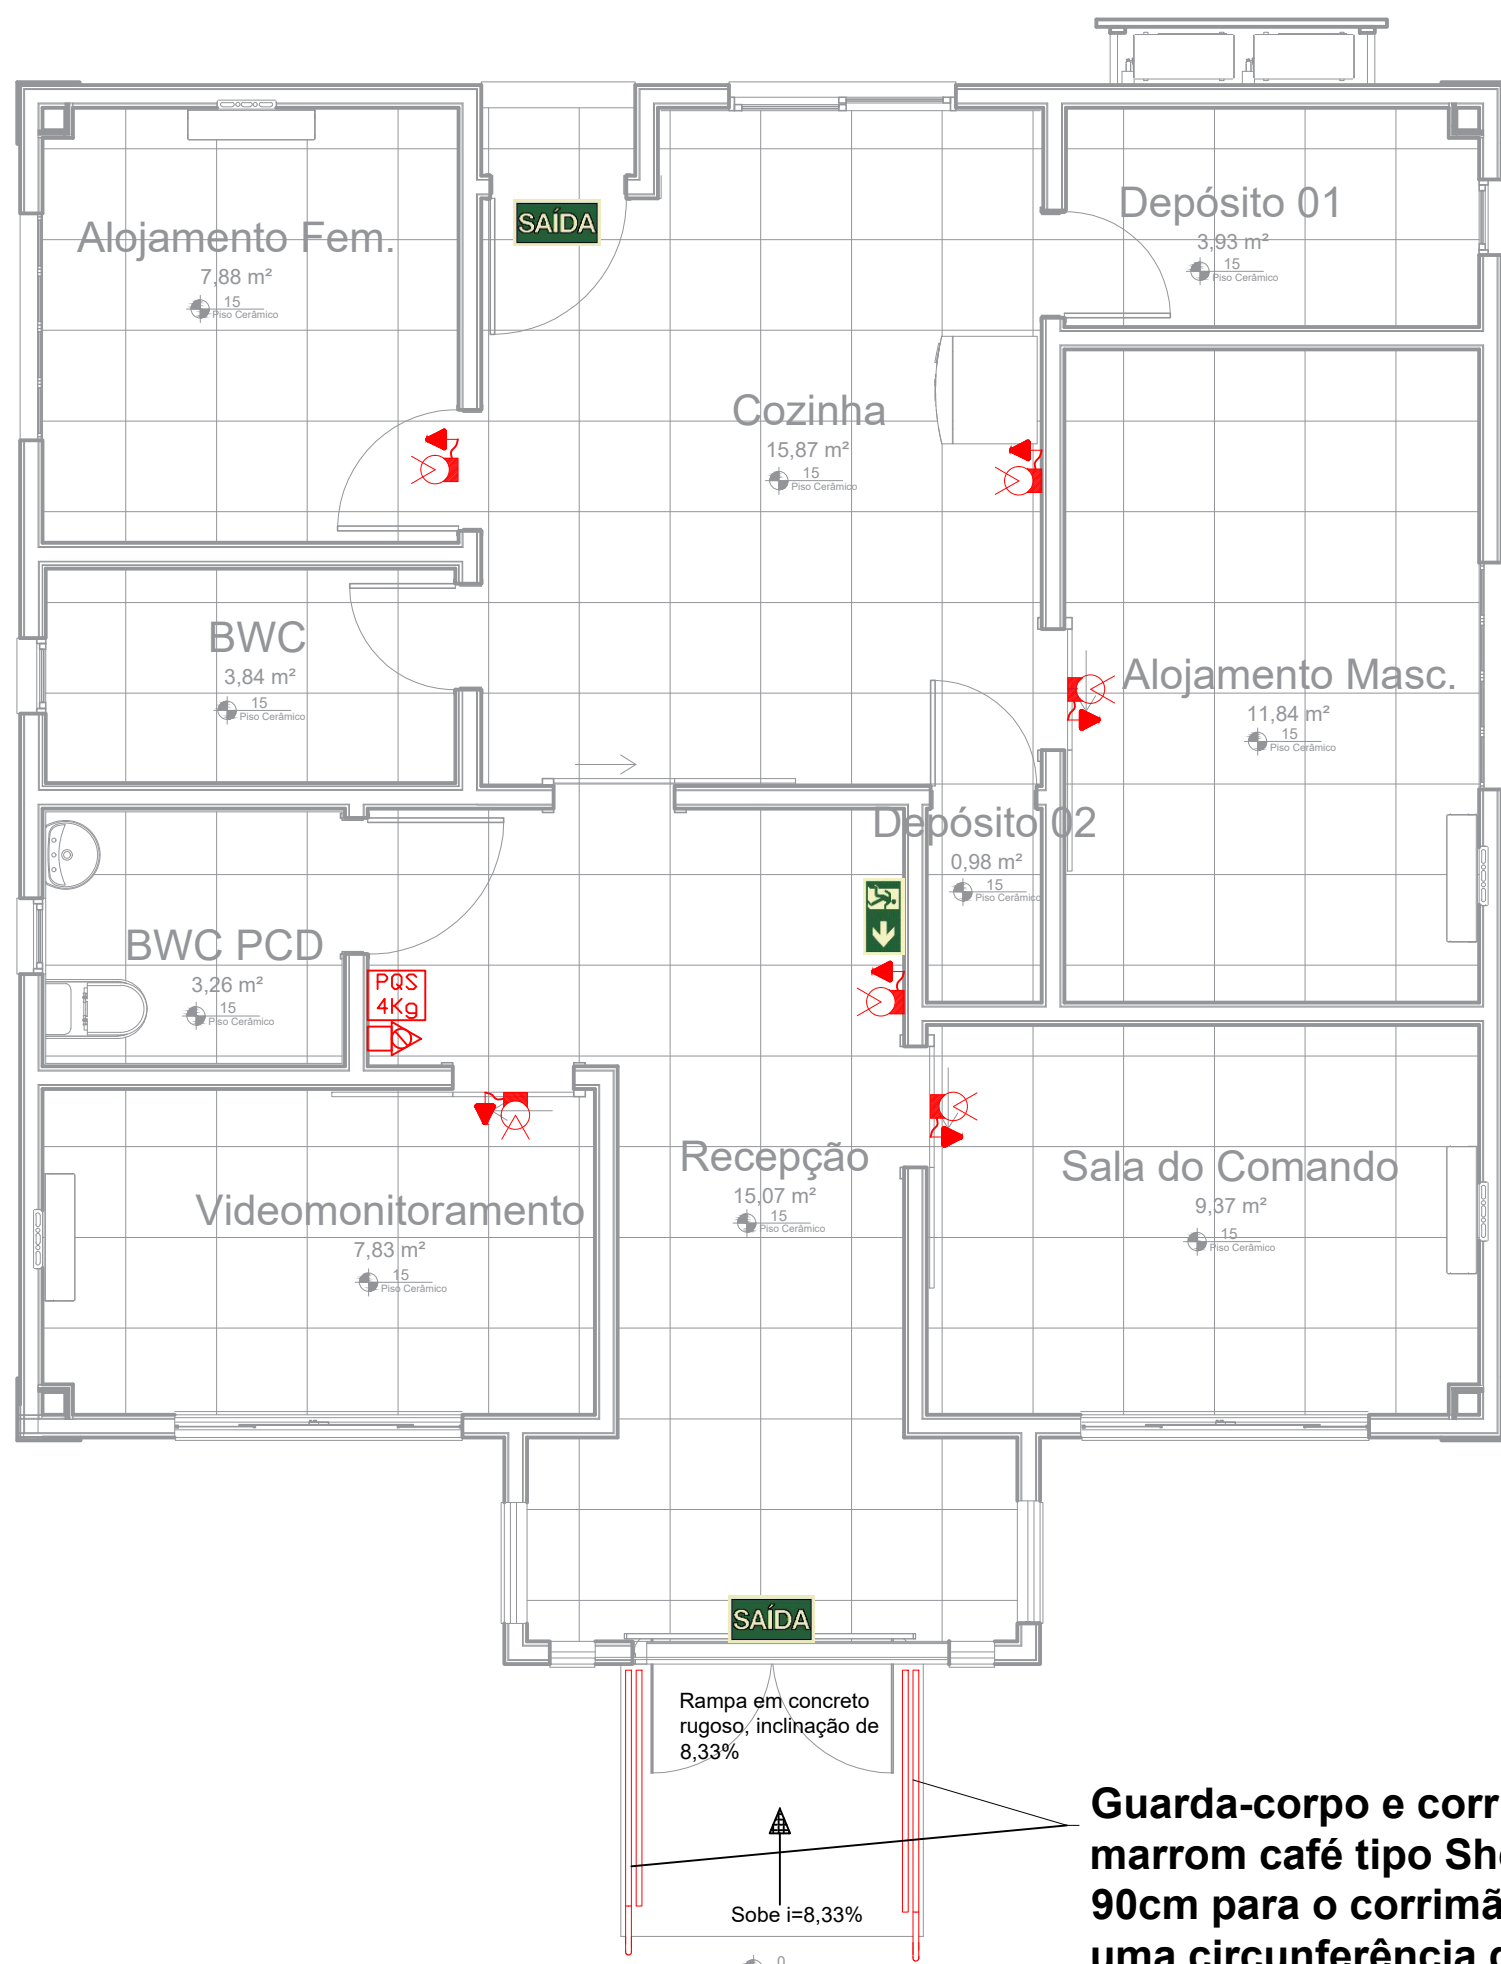 SAÍDA
Depósito 01
3,93 m²
15
Piso Cerâmico
Alojamento Fem.
7,88 m²
15
Piso Cerâmico
Cozinha
15,87 m²
15
Piso Cerâmico
BWC
3,84 m²
15
Piso Cerâmico
Alojamento Masc.
11,84 m²
15
Piso Cerâmico
Depósito 02
0,98 m²
15
Piso Cerâmico
BWC PCD
3,26 m²
15
Piso Cerâmico
PQS
4Kg
Recepção
15,07 m²
15
Piso Cerâmico
Sala do Comando
9,37 m²
15
Piso Cerâmico
Videomonitoramento
7,83 m²
15
Piso Cerâmico
SAÍDA
Rampa em concreto
rugoso, inclinação de
8,33%
Sobe i=8,33%
0
Guarda-corpo e corr
marrom café tipo Sh
90cm para o corrimã
uma circunferência